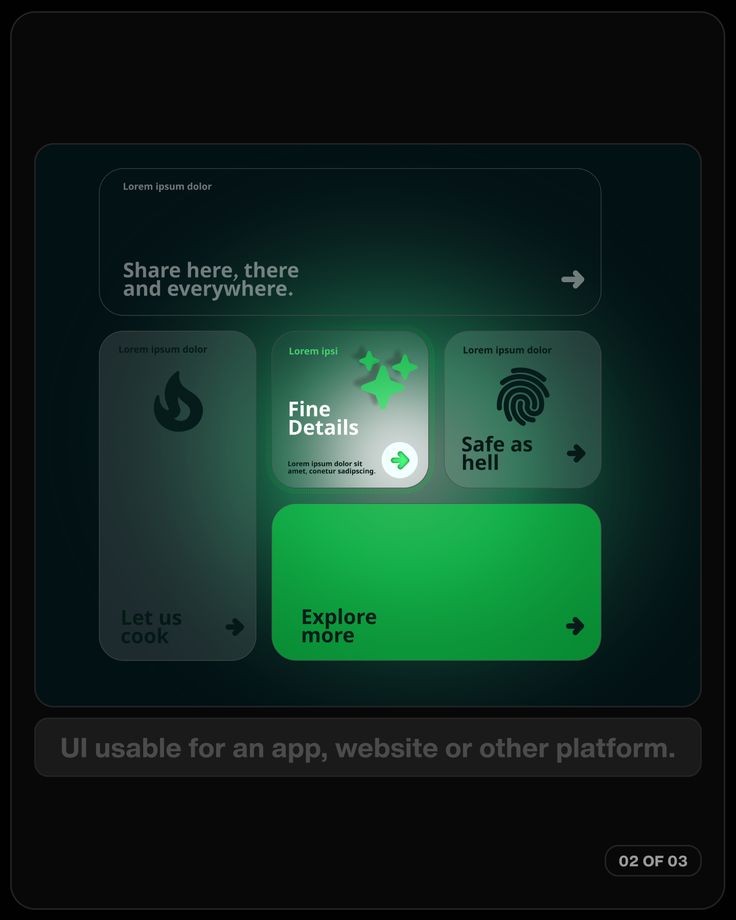 Lorem ipsum dolor
Share here, there
and everywhere.
Lorem ipsum dolor
Let us
cook
Lorem ipsi
Fine
Details
Lorem ipsum dolor sit
amet, conetur sadipscing.
Lorem ipsum dolor
Safe as
hell
Explore
more
UI usable for an app, website or other platform.
02 OF 03